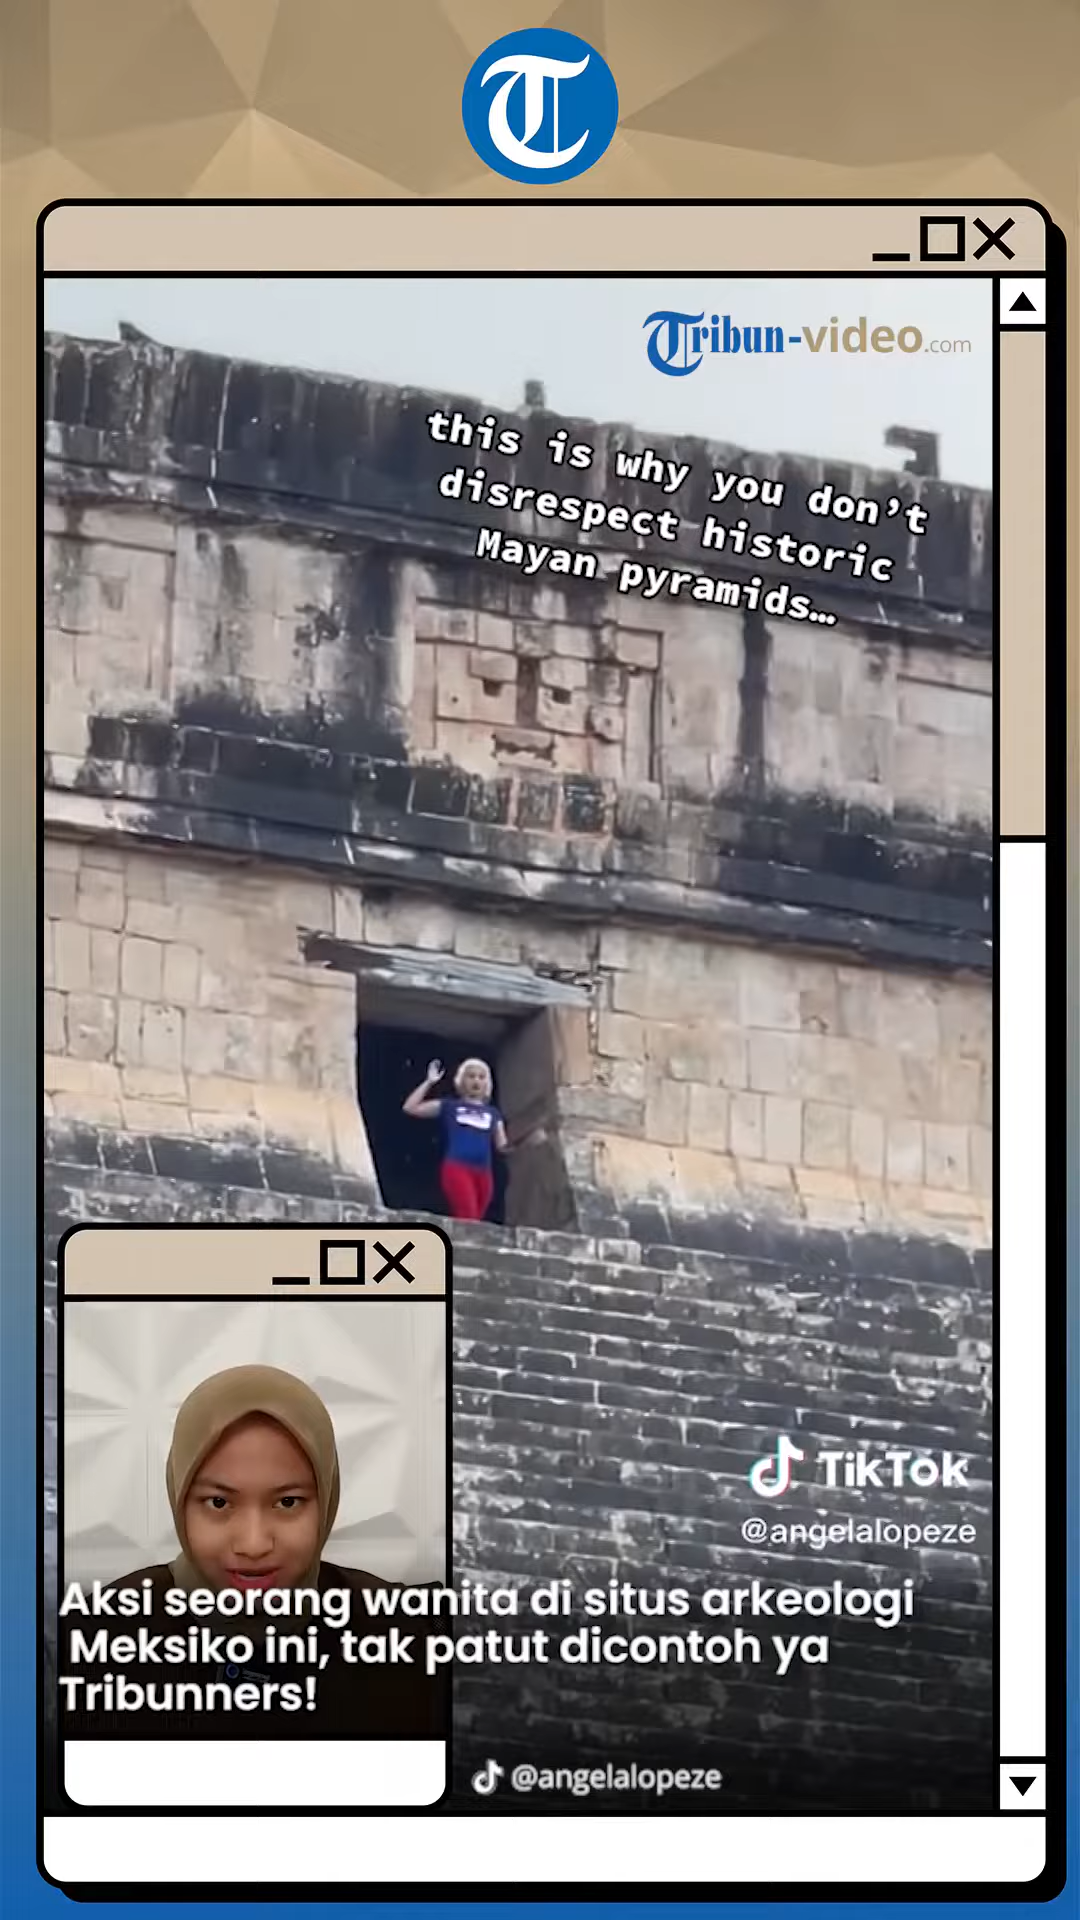 T
Tribun-video.com
this is why you don't
disrespect historic
Mayan pyramids...
TikTok
@angelalopeze
Aksi seorang wanita di situs arkeologi
Meksiko ini, tak patut dicontoh ya
Tribunners!
@angelalopeze